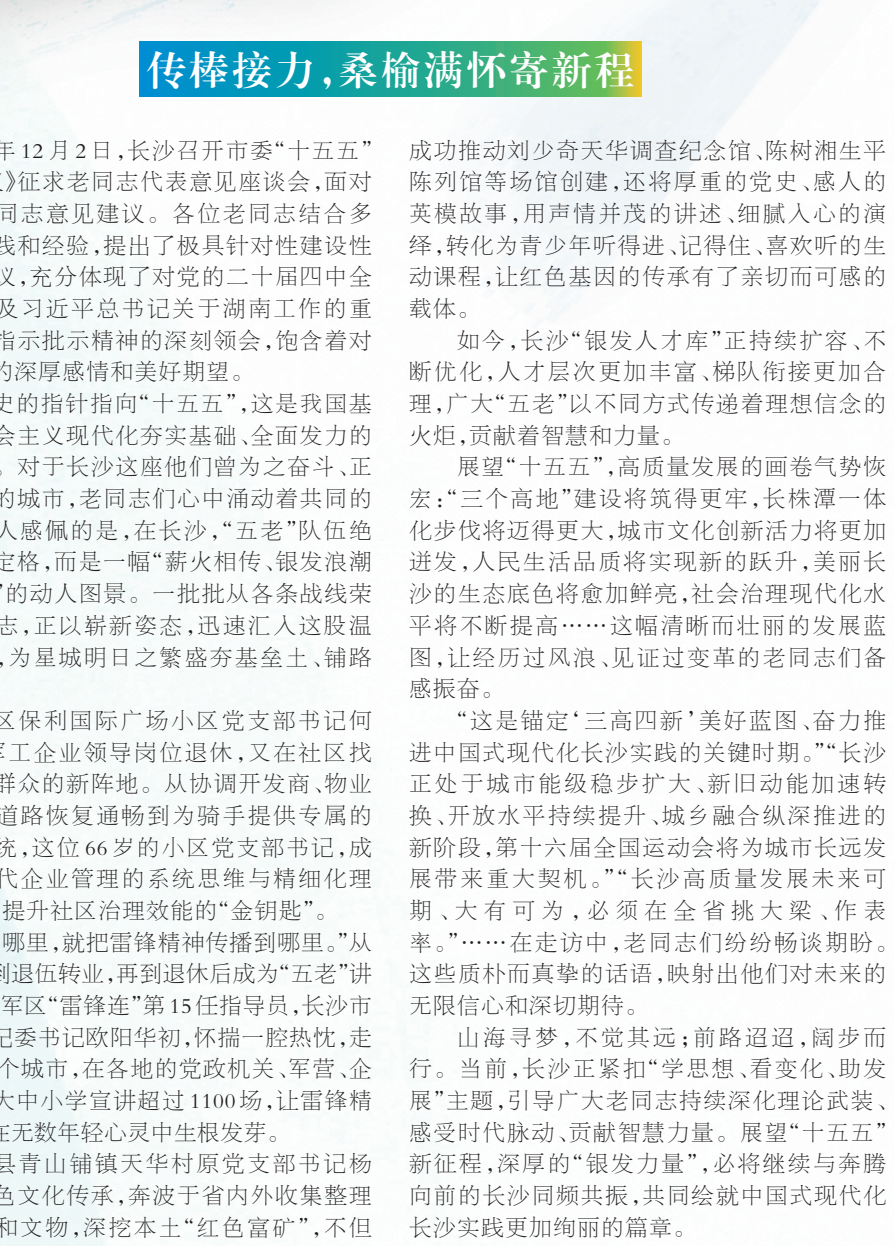 传棒接力,桑榆满怀寄新程
年12月2日,长沙召开市委“十五五”
》征求老同志代表意见座谈会,面对
同志意见建议。各位老同志结合多
践和经验,提出了极具针对性建设性
议,充分体现了对党的二十届四中全
及习近平总书记关于湖南工作的重
指示批示精神的深刻领会,饱含着对
的深厚感情和美好期望。
史的指针指向“十五五”,这是我国基
会主义现代化夯实基础、全面发力的
。对于长沙这座他们曾为之奋斗、正
的城市,老同志们心中涌动着共同的
人感佩的是,在长沙,“五老”队伍绝
定格,而是一幅“薪火相传、银发浪潮
”的动人图景。一批批从各条战线荣
志,正以崭新姿态,迅速汇入这股温
,为星城明日之繁盛夯基垒土、铺路
区保利国际广场小区党支部书记何
军工企业领导岗位退休,又在社区找
群众的新阵地。从协调开发商、物业
道路恢复通畅到为骑手提供专属的
统,这位66岁的小区党支部书记,成
代企业管理的系统思维与精细化理
提升社区治理效能的“金钥匙”。
哪里,就把雷锋精神传播到哪里。”从
到退伍转业,再到退休后成为“五老”讲
军区“雷锋连”第15任指导员,长沙市
纪委书记欧阳华初,怀揣一腔热忱,走
个城市,在各地的党政机关、军营、企
大中小学宣讲超过1100场,让雷锋精
在无数年轻心灵中生根发芽。
县青山铺镇天华村原党支部书记杨
色文化传承,奔波于省内外收集整理
和文物,深挖本土“红色富矿”,不但
成功推动刘少奇天华调查纪念馆、陈树湘生平
陈列馆等场馆创建,还将厚重的党史、感人的
英模故事,用声情并茂的讲述、细腻入心的演
绎,转化为青少年听得进、记得住、喜欢听的生
动课程,让红色基因的传承有了亲切而可感的
载体。
如今,长沙“银发人才库”正持续扩容、不
断优化,人才层次更加丰富、梯队衔接更加合
理,广大“五老”以不同方式传递着理想信念的
火炬,贡献着智慧和力量。
展望“十五五”,高质量发展的画卷气势恢
宏:“三个高地”建设将筑得更牢,长株潭一体
化步伐将迈得更大,城市文化创新活力将更加
迸发,人民生活品质将实现新的跃升,美丽长
沙的生态底色将愈加鲜亮,社会治理现代化水
平将不断提高……这幅清晰而壮丽的发展蓝
图,让经历过风浪、见证过变革的老同志们备
感振奋。
“这是锚定‘三高四新’美好蓝图、奋力推
进中国式现代化长沙实践的关键时期。”“长沙
正处于城市能级稳步扩大、新旧动能加速转
换、开放水平持续提升、城乡融合纵深推进的
新阶段,第十六届全国运动会将为城市长远发
展带来重大契机。”“长沙高质量发展未来可
期、大有可为,必须在全省挑大梁、作表
率。”……在走访中,老同志们纷纷畅谈期盼。
这些质朴而真挚的话语,映射出他们对未来的
无限信心和深切期待。
山海寻梦,不觉其远;前路迢迢,阔步而
行。当前,长沙正紧扣“学思想、看变化、助发
展”主题,引导广大老同志持续深化理论武装、
感受时代脉动、贡献智慧力量。展望“十五五”
新征程,深厚的“银发力量”,必将继续与奔腾
向前的长沙同频共振,共同绘就中国式现代化
长沙实践更加绚丽的篇章。